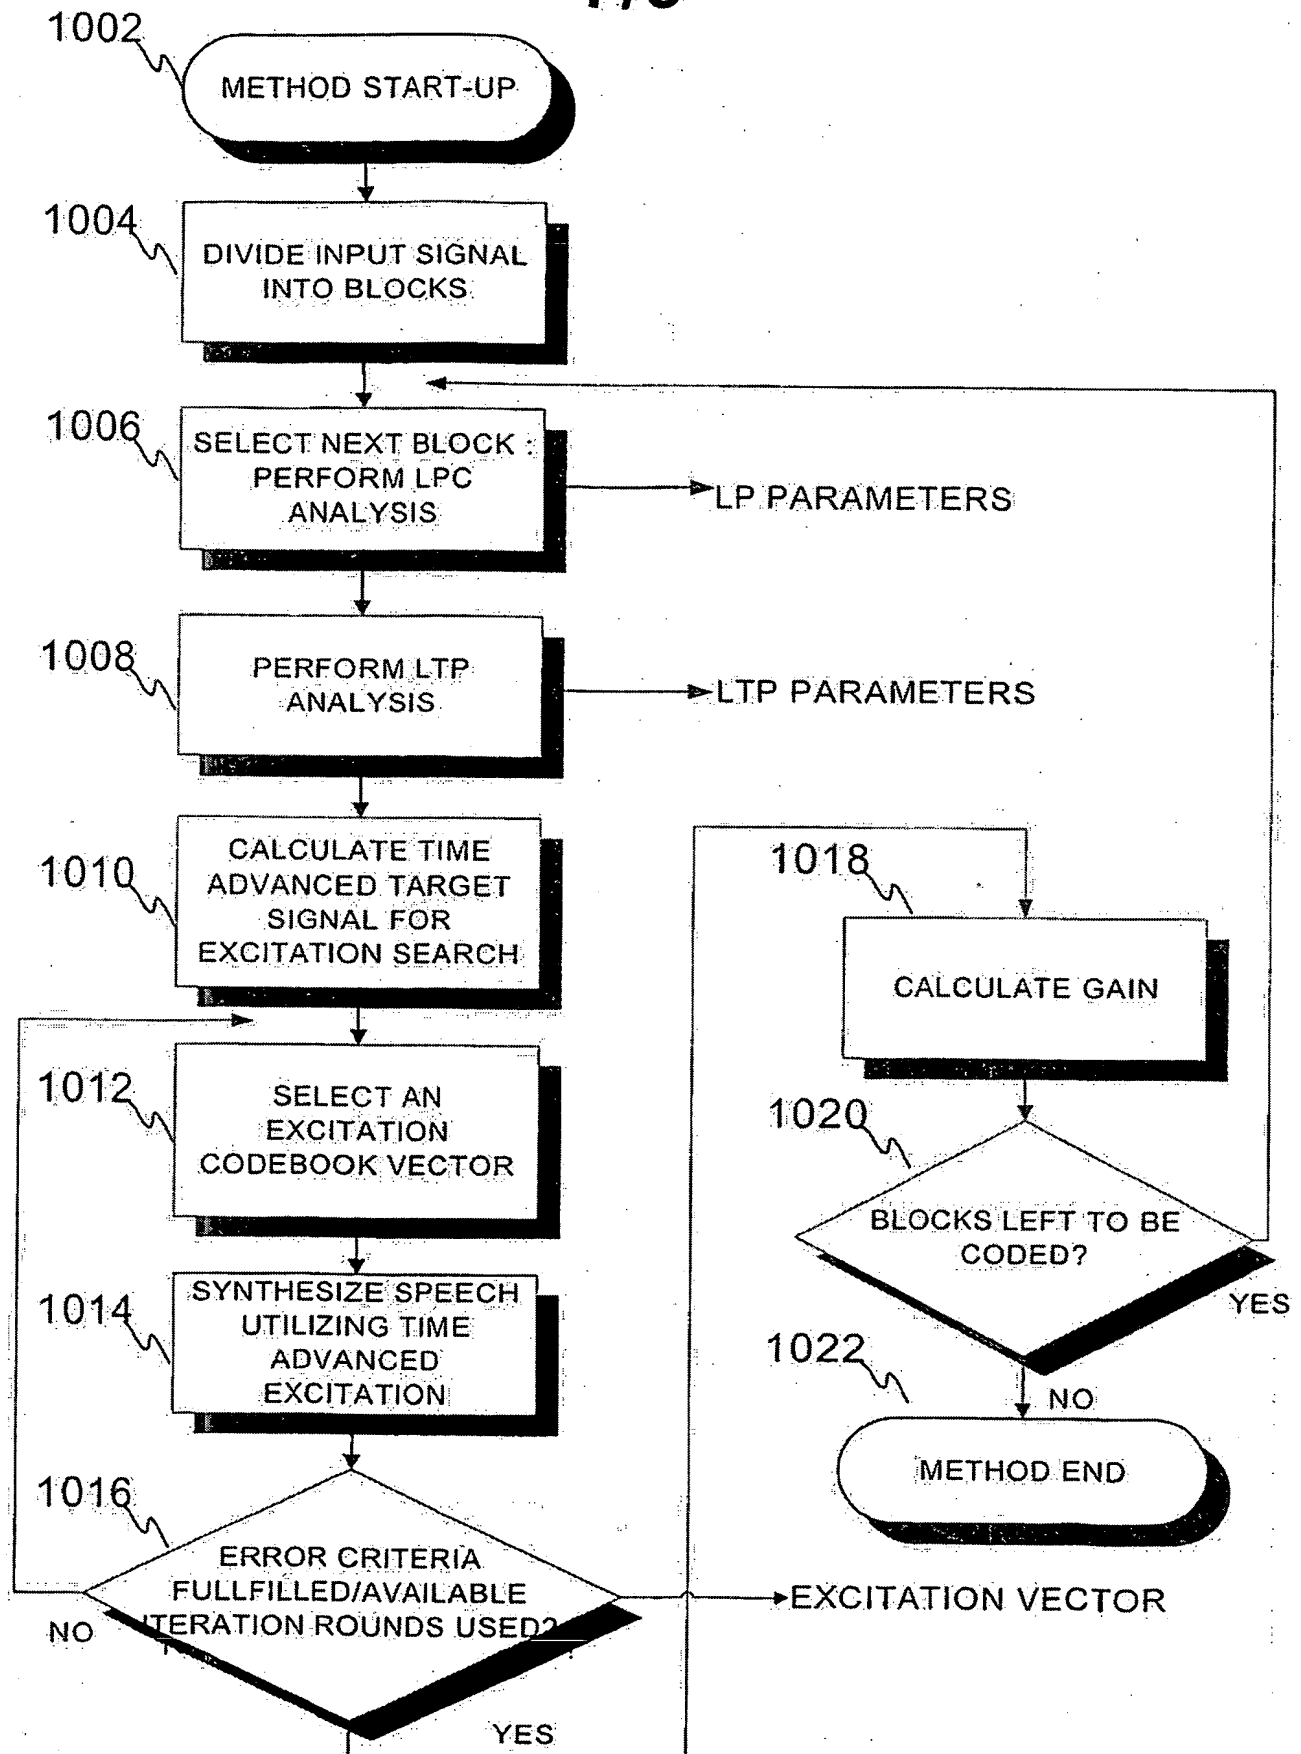 1002
METHOD START-UP
1004
DIVIDE INPUT SIGNAL
INTO BLOCKS
1006
SELECT NEXT BLOCK :
PERFORM LPC
ANALYSIS
LP PARAMETERS
1008
PERFORM LTP
ANALYSIS
LTP PARAMETERS
1010
CALCULATE TIME
ADVANCED TARGET
SIGNAL FOR
EXCITATION SEARCH
1012
SELECT AN
EXCITATION
CODEBOOK VECTOR
1014
SYNTHESIZE SPEECH
UTILIZING TIME
ADVANCED
EXCITATION
1016
ERROR CRITERIA
FULLFILLED/AVAILABLE
ITERATION ROUNDS USED?
NO
YES
EXCITATION VECTOR
1018
CALCULATE GAIN
1020
BLOCKS LEFT TO BE
CODED?
YES
NO
1022
METHOD END